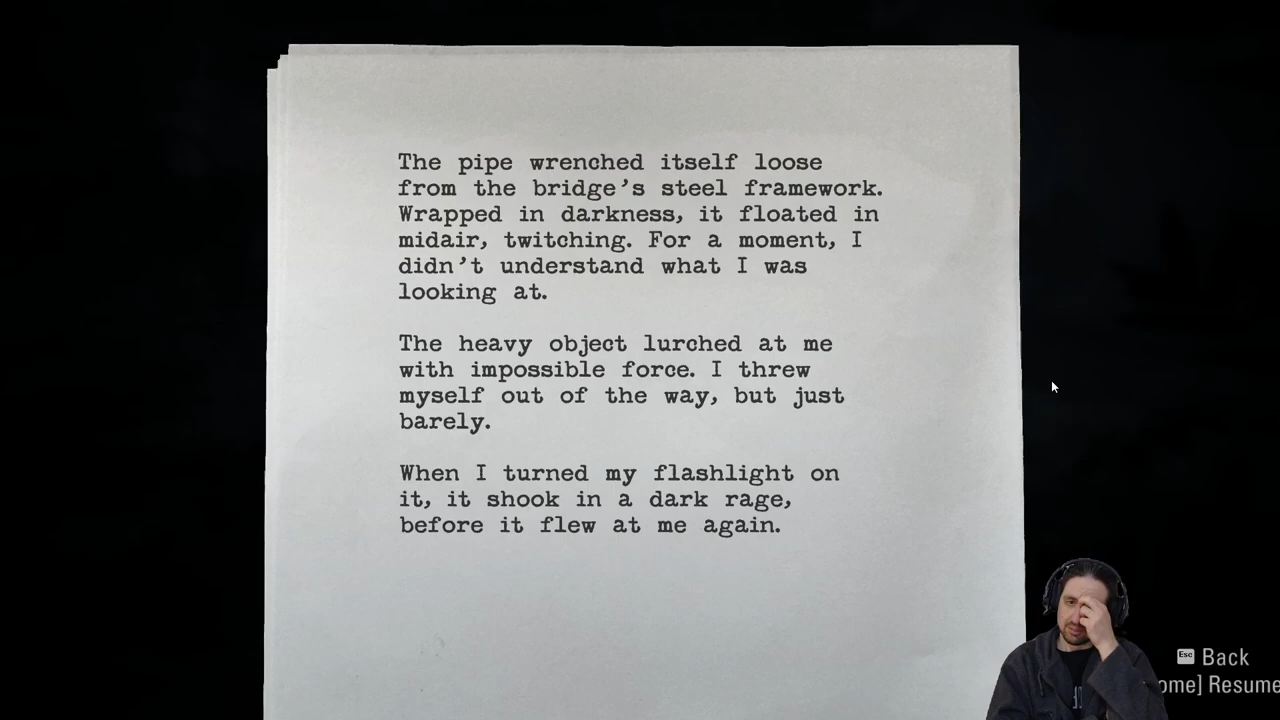 The pipe wrenched itself loose
from the bridge's steel framework.
Wrapped in darkness, it floated in
midair, twitching. For a moment, I
didn't understand what I was
looking at.
The heavy object lurched at me
with impossible force. I threw
myself out of the way, but just
barely.
When I turned my flashlight on
it, it shook in a dark rage,
before it flew at me again.
Esc Back
ome] Resume